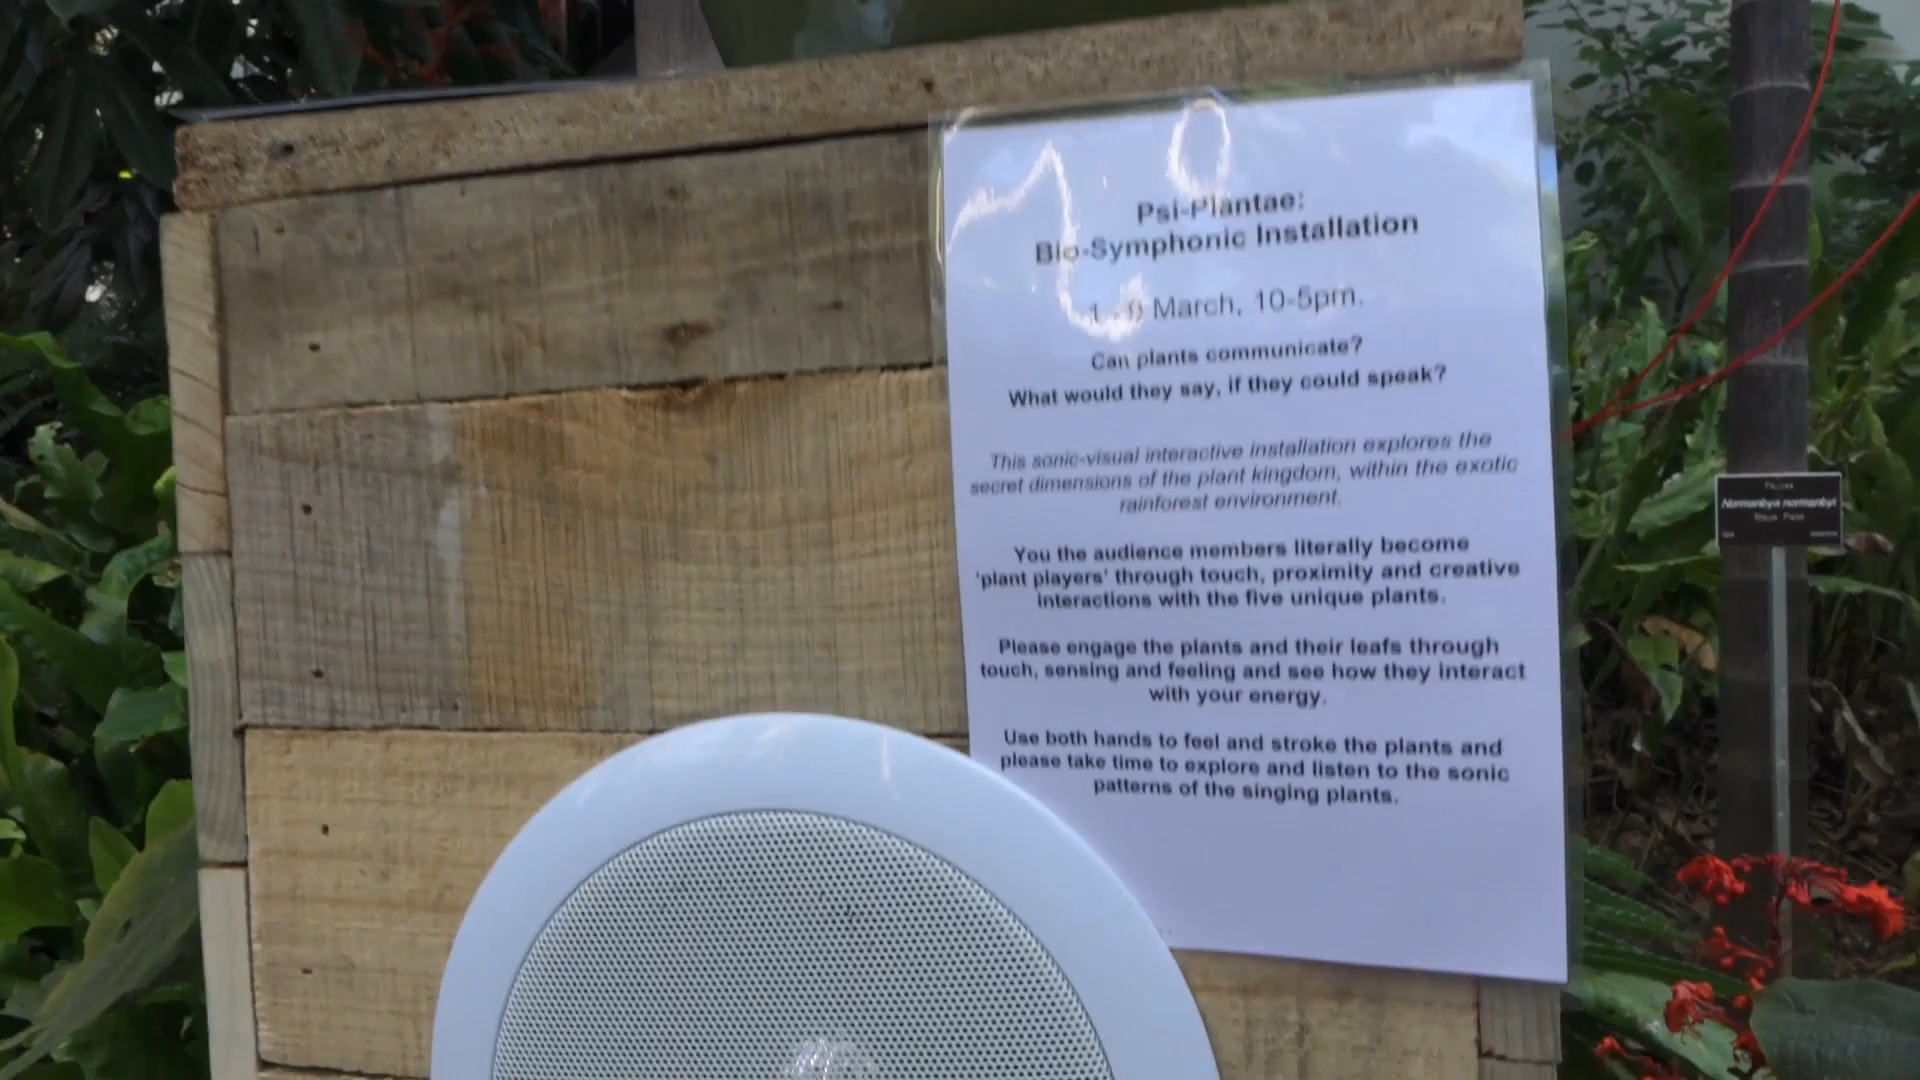 Psi-Plantae:
Bio-Symphonic Installation
March, 10-5pm.
Can plants communicate?
What would they say, if they could speak?
This sonic-visual interactive installation explores the
secret dimensions of the plant kingdom, within the exotic
rainforest environment.
You the audience members literally become
'plant players' through touch, proximity and creative
interactions with the five unique plants.
Please engage the plants and their leafs through
touch, sensing and feeling and see how they interact
with your energy.
Use both hands to feel and stroke the plants and
please take time to explore and listen to the sonic
patterns of the singing plants.
Normanbya normanbyi
Palm